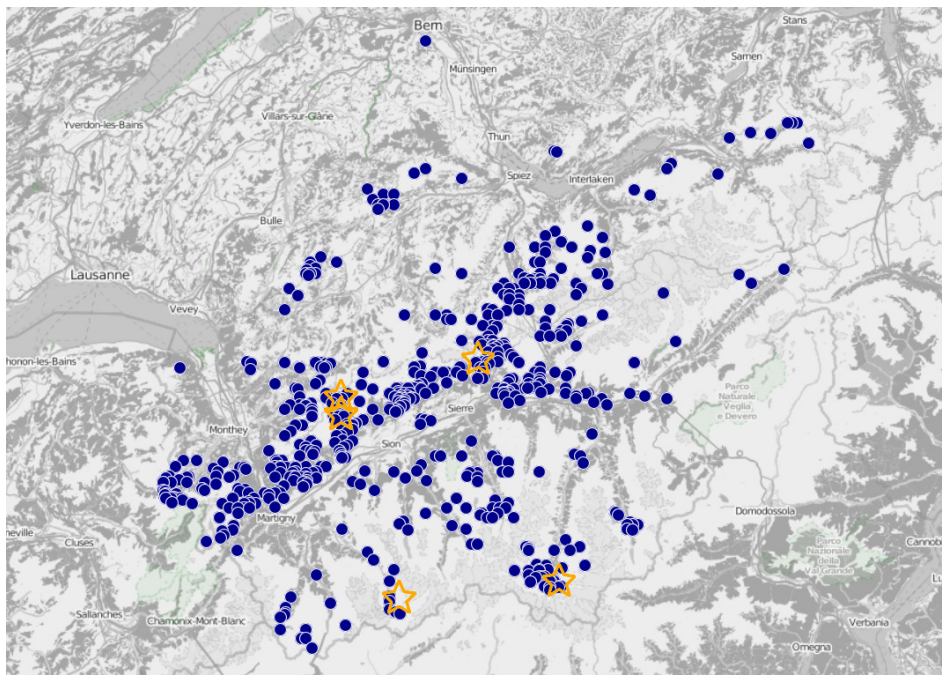 Bern
Stans
Sarnen
Münsingen
Villars-sur-Glâne
Yverdon-les-Bains
Thun
Spiez
Interlaken
Bulle
Lausanne
Vevey
honon-les-Bains
Parco
Naturale
Veglia
e Devero
Sierre
Monthey
Sion
Martigny
Domodossola
neville
Cluses
Parco
Nazionale
della
Val Grande
Cannob
Lu
Sallanches
Chamonix-Mont-Blanc
Verbania
Omegna